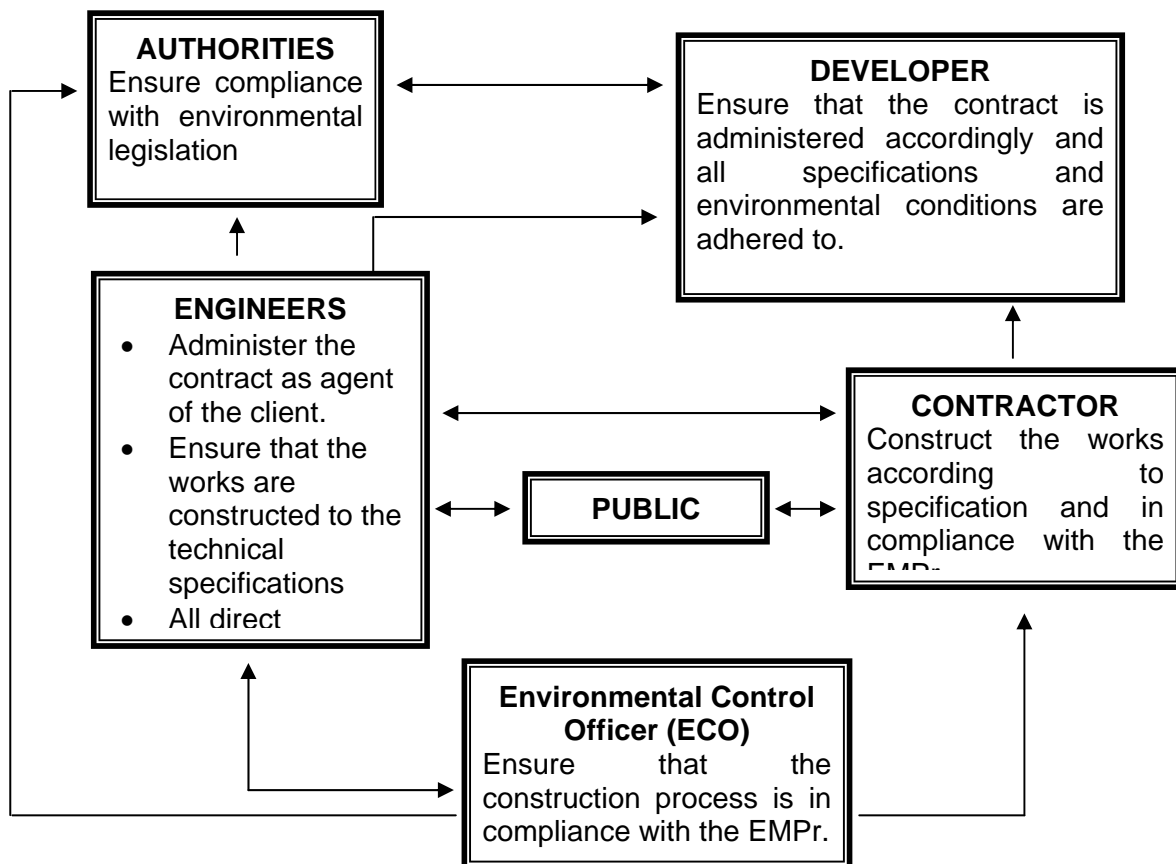 AUTHORITIES
Ensure compliance
with environmental
legislation
DEVELOPER
Ensure that the contract is
administered accordingly and
all specifications and
environmental conditions are
adhered to.
ENGINEERS
• Administer the
contract as agent
of the client.
• Ensure that the
works are
constructed to the
technical
specifications
• All direct
CONTRACTOR
Construct the works
according to
specification and in
compliance with the
EMPr
PUBLIC
Environmental Control
Officer (ECO)
Ensure that the
construction process is in
compliance with the EMPr.